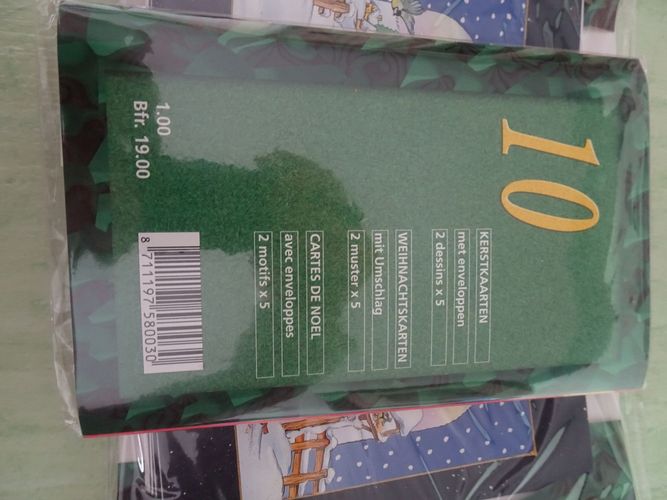 10
KERSTKAARTEN
met enveloppen
2 dessins x 5
WEIHNACHTSKARTEN
mit Umschlag
2 muster x 5
CARTES DE NOEL
avec enveloppes
2 motifs x 5
1.00
Bfr. 19.00
8 711197 580030